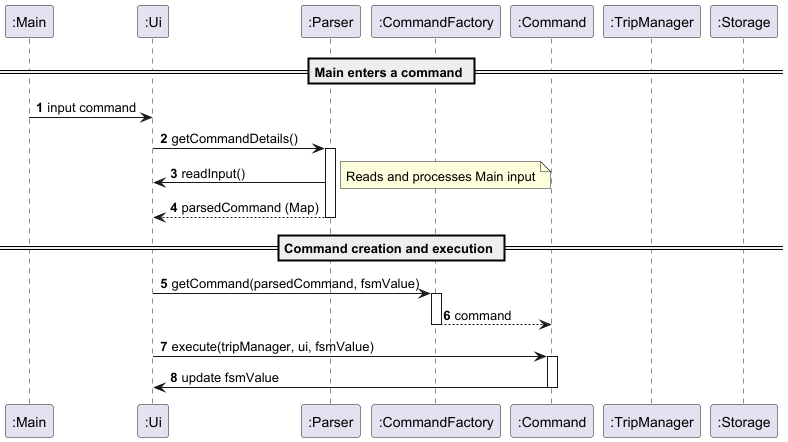 :Main :Ui :Parser :CommandFactory :Command :TripManager :Storage
Main enters a command
1 input command
2 getCommandDetails()
3 readInput()
Reads and processes Main input
4 parsedCommand (Map)
Command creation and execution
5 getCommand(parsedCommand, fsmValue)
6 command
7 execute(tripManager, ui, fsmValue)
8 update fsmValue
:Main :Ui :Parser :CommandFactory :Command :TripManager :Storage